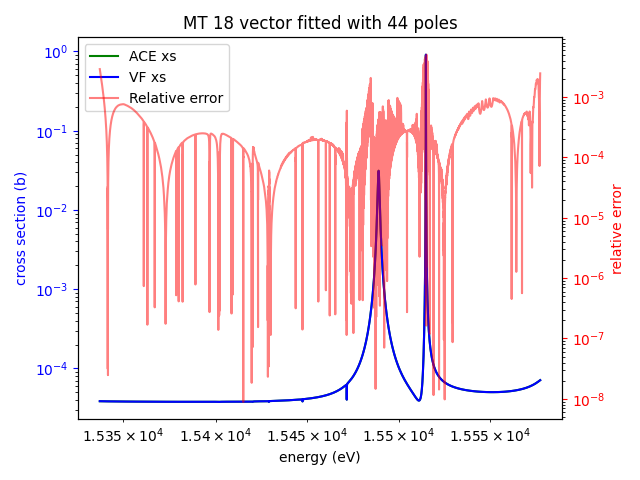 MT 18 vector fitted with 44 poles
ACE xs
VF xs
Relative error
cross section (b)
10⁰
10⁻¹
10⁻²
10⁻³
10⁻⁴
relative error
10⁻³
10⁻⁴
10⁻⁵
10⁻⁶
10⁻⁷
10⁻⁸
1.535 × 10⁴ 1.54 × 10⁴ 1.545 × 10⁴ 1.55 × 10⁴ 1.555 × 10⁴
energy (eV)